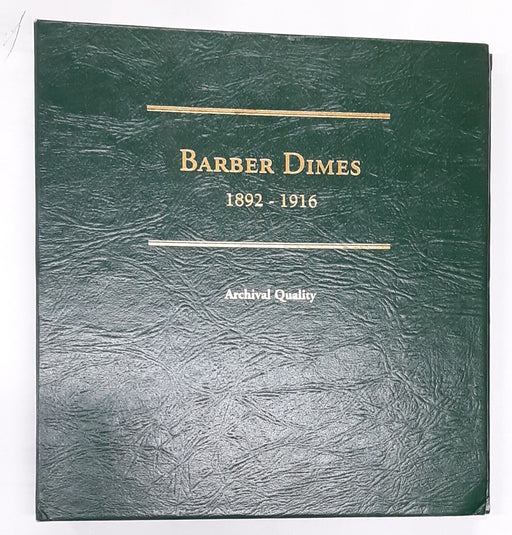 BARBER DIMES
1892 - 1916
Archival Quality